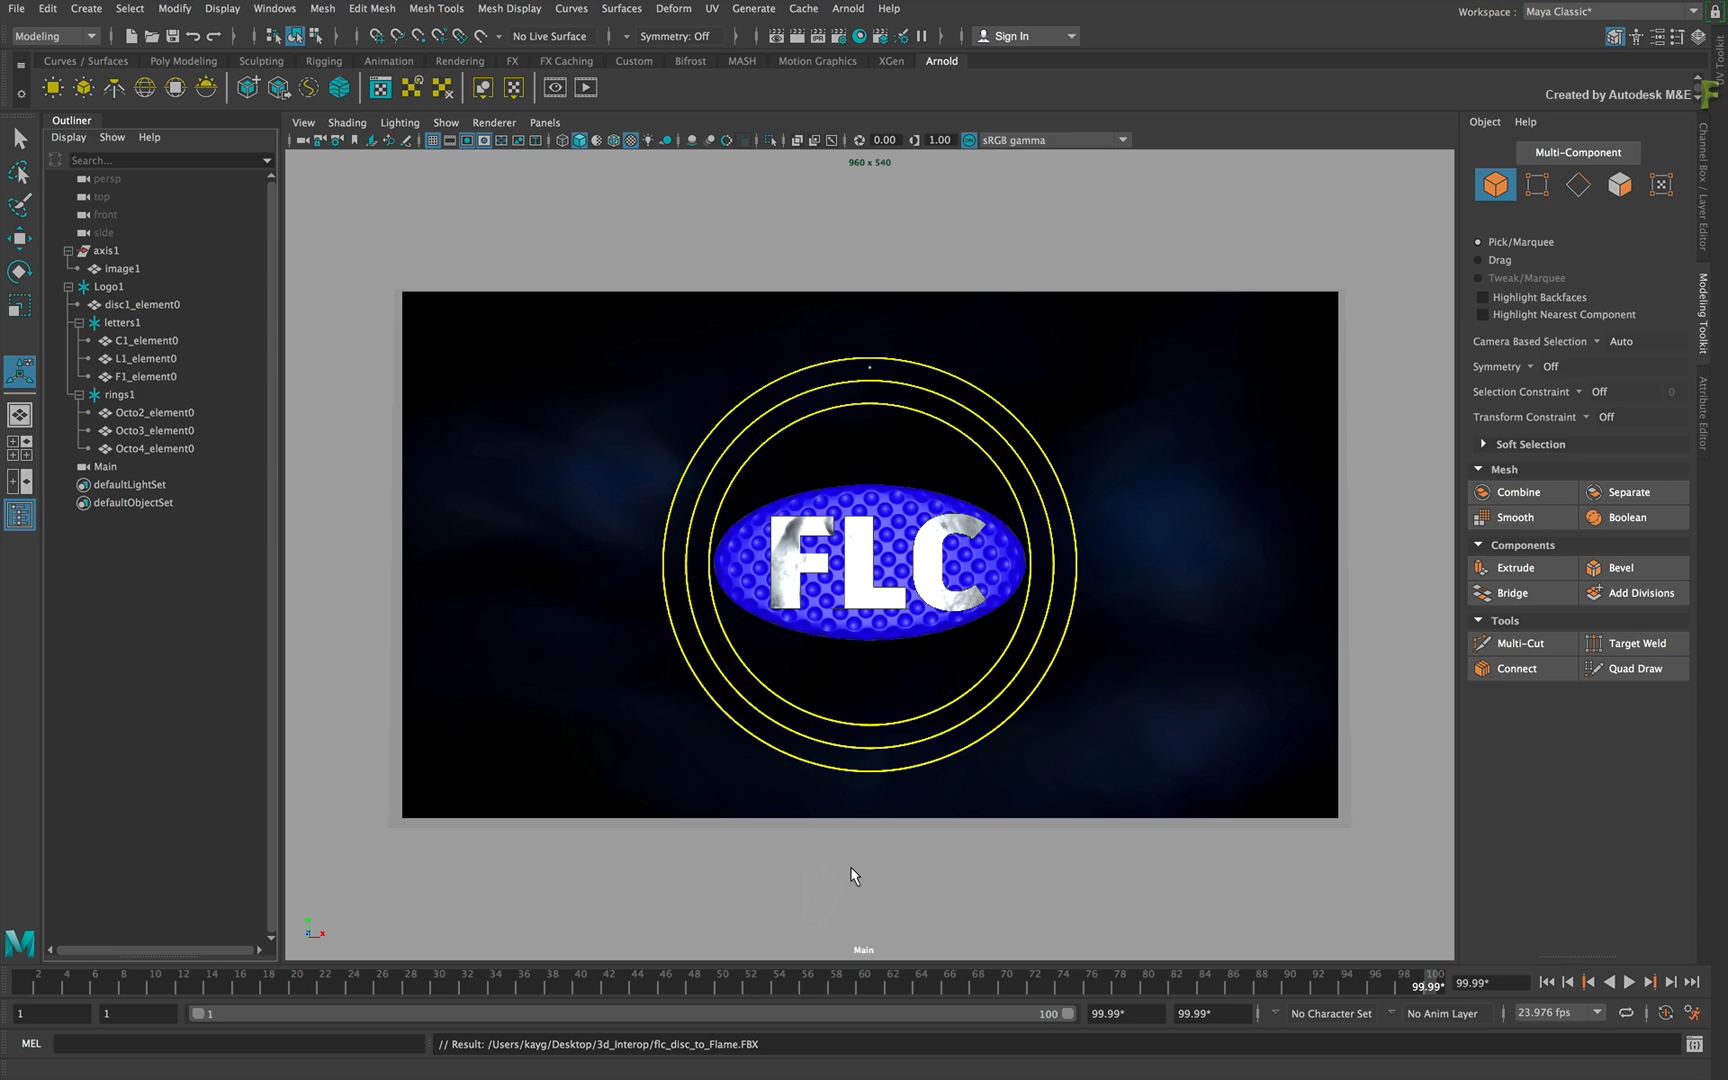 File Edit Create Select Modify Display Windows Mesh Edit Mesh Mesh Tools Mesh Display Curves Surfaces Deform UV Generate Cache Arnold Help
Workspace : Maya Classic*
Modeling No Live Surface Symmetry: Off Sign In
Curves / Surfaces Poly Modeling Sculpting Rigging Animation Rendering FX FX Caching Custom Bifrost MASH Motion Graphics XGen Arnold
Created by Autodesk M&E
Outliner
Display Show Help
Search...
persp
top
front
side
axis1
image1
Logo1
disc1_element0
letters1
C1_element0
L1_element0
F1_element0
rings1
Octo2_element0
Octo3_element0
Octo4_element0
Main
defaultLightSet
defaultObjectSet
View Shading Lighting Show Renderer Panels
0.00 1.00 sRGB gamma
960 x 540
FLC
Main
Object Help
Multi-Component
Pick/Marquee
Drag
Tweak/Marquee
Highlight Backfaces
Highlight Nearest Component
Camera Based Selection Auto
Symmetry Off
Selection Constraint Off 0
Transform Constraint Off
Soft Selection
Mesh
Combine Separate
Smooth Boolean
Components
Extrude Bevel
Bridge Add Divisions
Tools
Multi-Cut Target Weld
Connect Quad Draw
UV Toolkit
Channel Box / Layer Editor
Modeling Toolkit
Attribute Editor
2 4 6 8 10 12 14 16 18 20 22 24 26 28 30 32 34 36 38 40 42 44 46 48 50 52 54 56 58 60 62 64 66 68 70 72 74 76 78 80 82 84 86 88 90 92 94 96 98 100
99.99* 99.99*
1 1 1 100 99.99* 99.99* No Character Set No Anim Layer 23.976 fps
MEL // Result: /Users/kayg/Desktop/3d_Interop/flc_disc_to_Flame.FBX